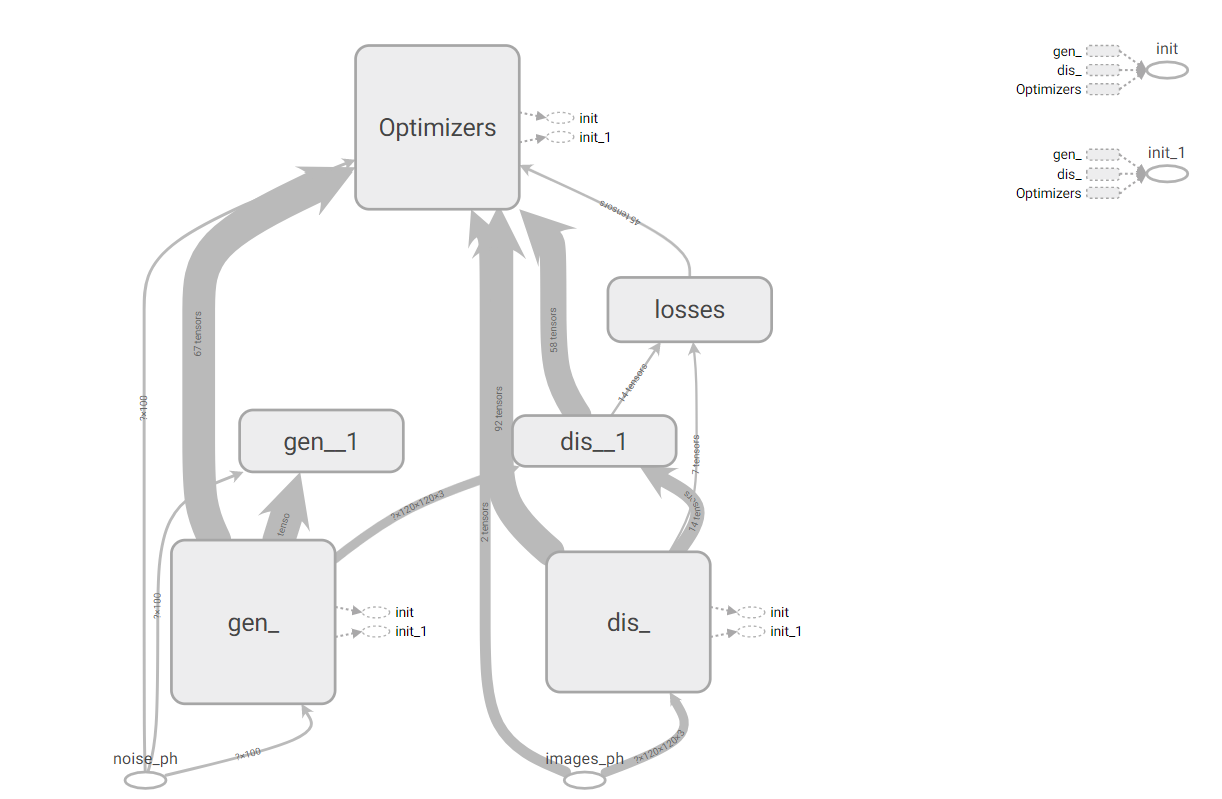 gen_
init
dis_
Optimizers
Optimizers
init
init_1
gen_
init_1
dis_
Optimizers
45 tensors
losses
67 tensors
58 tensors
14 tensors
?×100
92 tensors
gen__1
dis__1
7 tensors
?×120×120×3
tenso
2 tensors
14 tens
?×100
gen_
init
init_1
dis_
init
init_1
?×100
noise_ph
images_ph
?×120×120×3